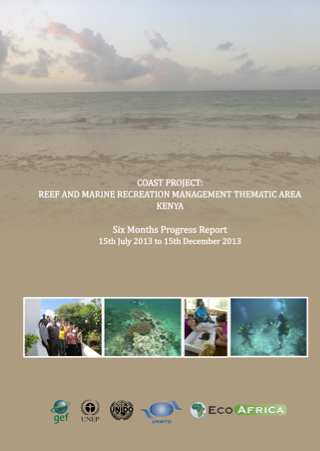 COAST PROJECT:
REEF AND MARINE RECREATION MANAGEMENT THEMATIC AREA
KENYA
Six Months Progress Report
15th July 2013 to 15th December 2013
gef
UNEP
UNIDO
UNWTO
ECOAFRICA